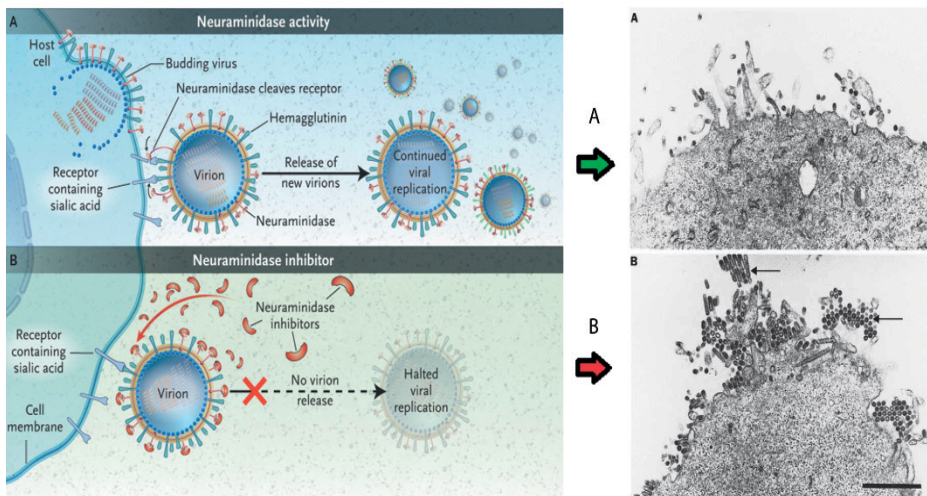 A
Neuraminidase activity
Host
cell
Budding virus
Neuraminidase cleaves receptor
Hemagglutinin
Receptor
containing
sialic acid
Virion
Release of
new virions
Continued
viral
replication
Neuraminidase
B
Neuraminidase inhibitor
Neuraminidase
inhibitors
Receptor
containing
sialic acid
Virion
No virion
release
Halted
viral
replication
Cell
membrane
A
B
A
B